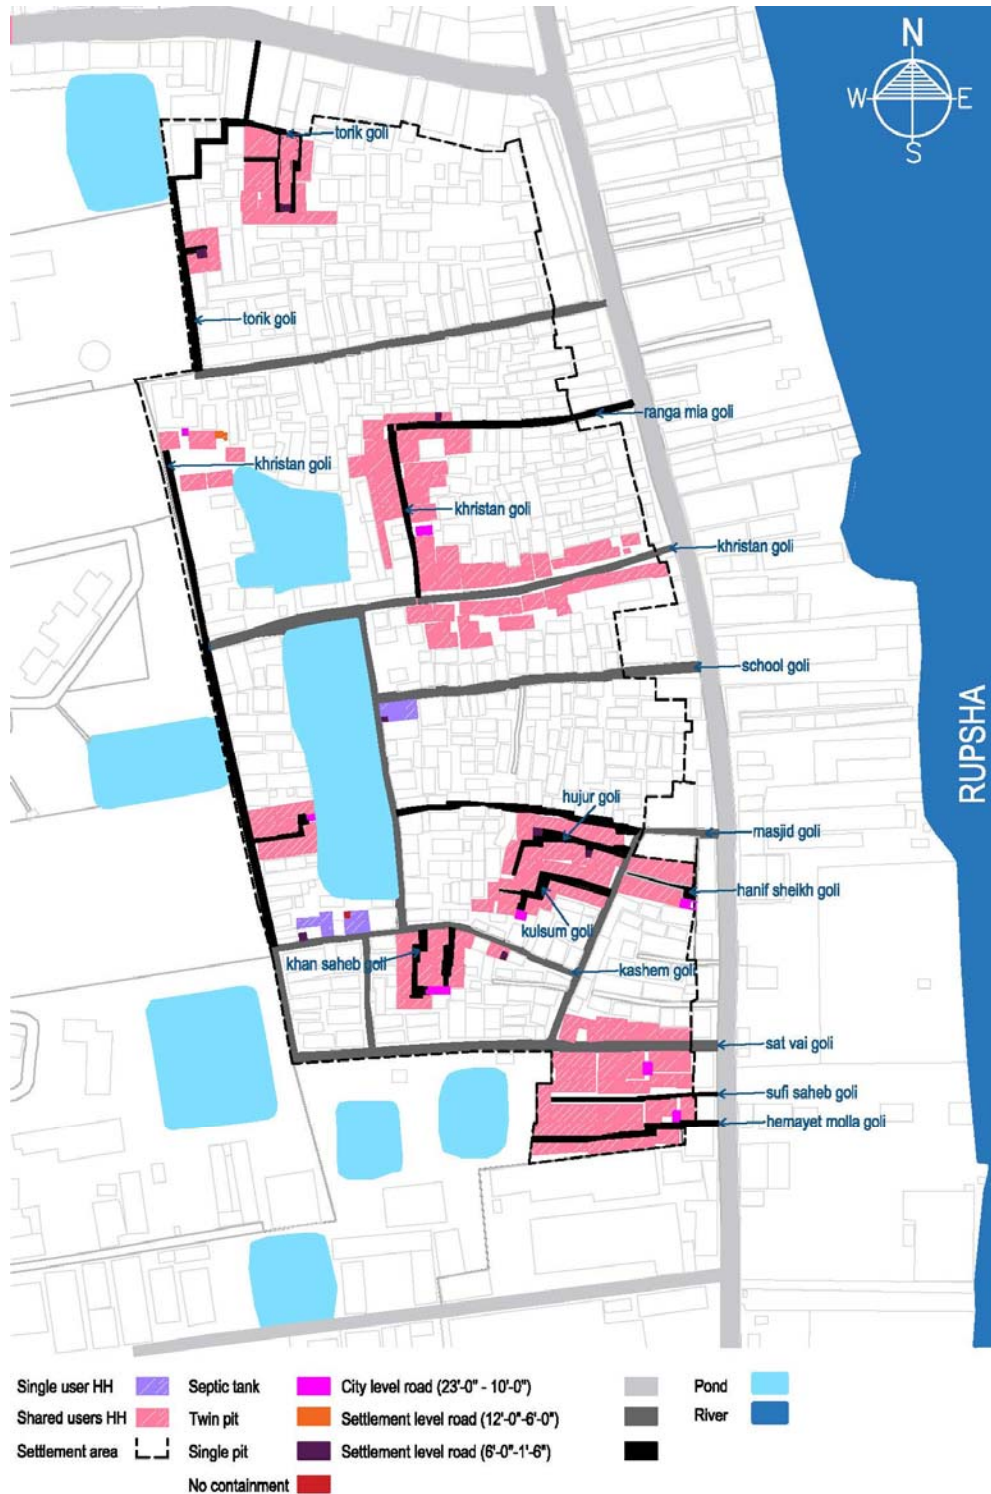 N
W E
S
torik goli
torik goli
ranga mia goli
khristan goli
khristan goli
khristan goli
school goli
RUPSHA
hujur goli
masjid goli
hanif sheikh goli
kulsum goli
khan saheb goli
kashem goli
sat vai goli
sufi saheb goli
hemayet molla goli
Single user HH Septic tank City level road (23'-0" - 10'-0") Pond
Shared users HH Twin pit Settlement level road (12'-0"-6'-0") River
Settlement area Single pit Settlement level road (6'-0"-1'-6")
No containment